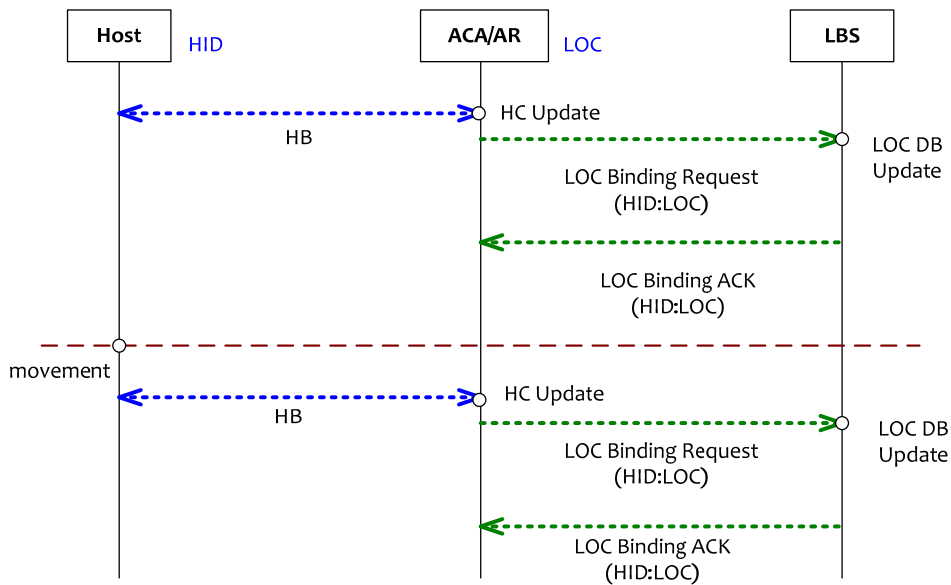 Host
HID
ACA/AR
LOC
LBS
HC Update
HB
LOC DB
Update
LOC Binding Request
(HID:LOC)
LOC Binding ACK
(HID:LOC)
movement
HC Update
HB
LOC DB
Update
LOC Binding Request
(HID:LOC)
LOC Binding ACK
(HID:LOC)